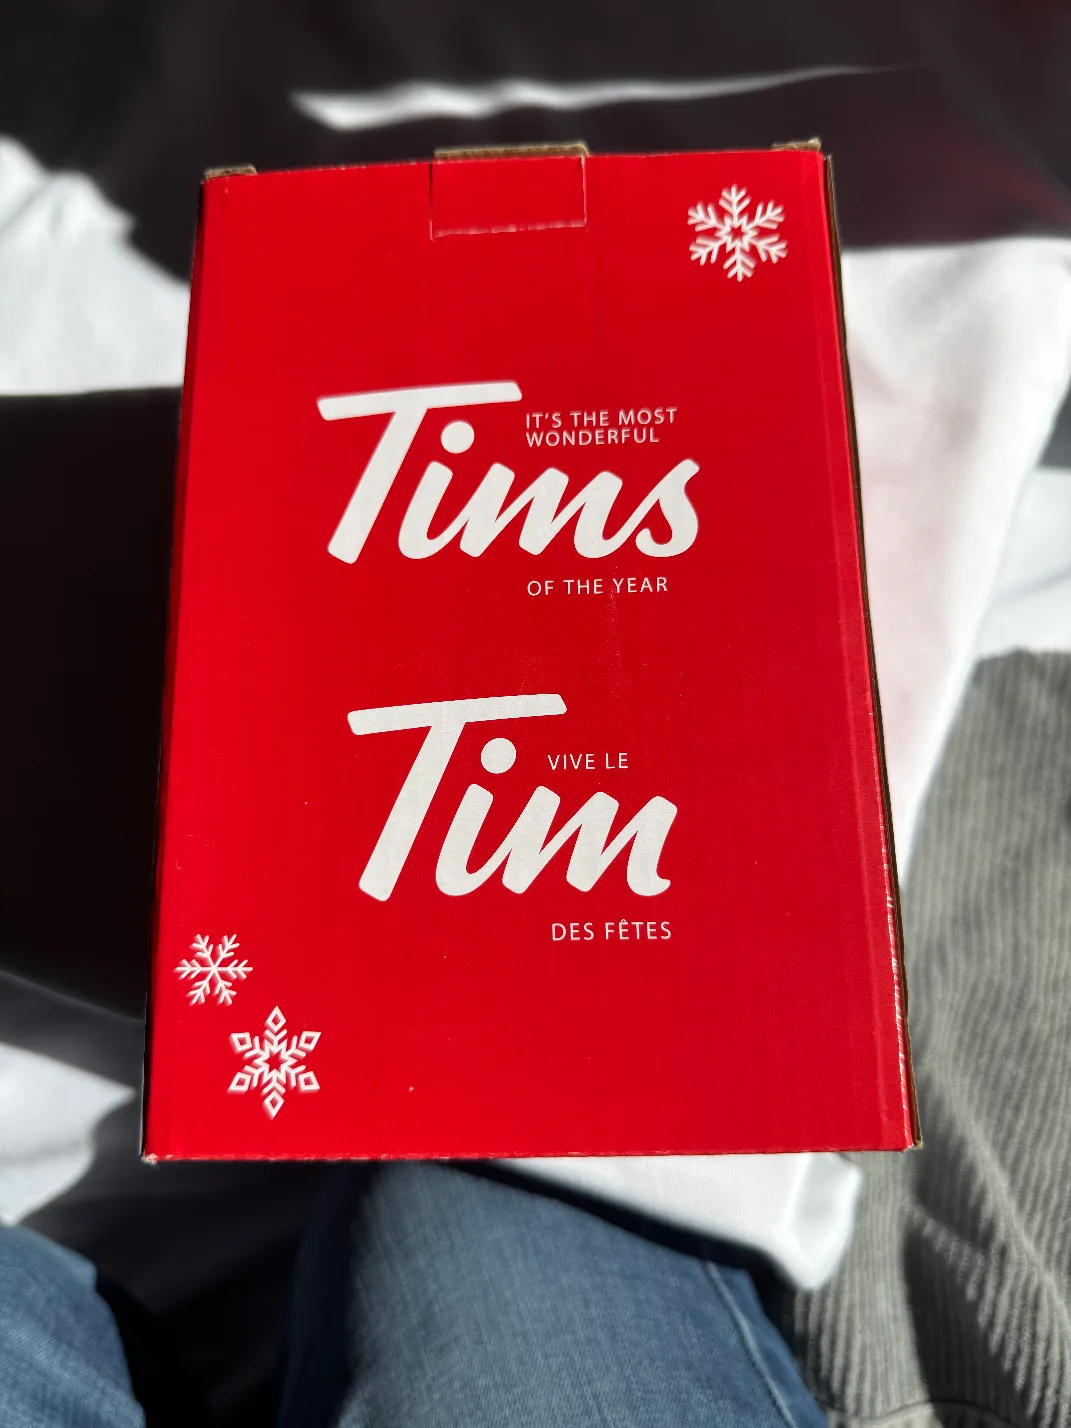 IT'S THE MOST
WONDERFUL
Tims
OF THE YEAR
VIVE LE
Tim
DES FÊTES